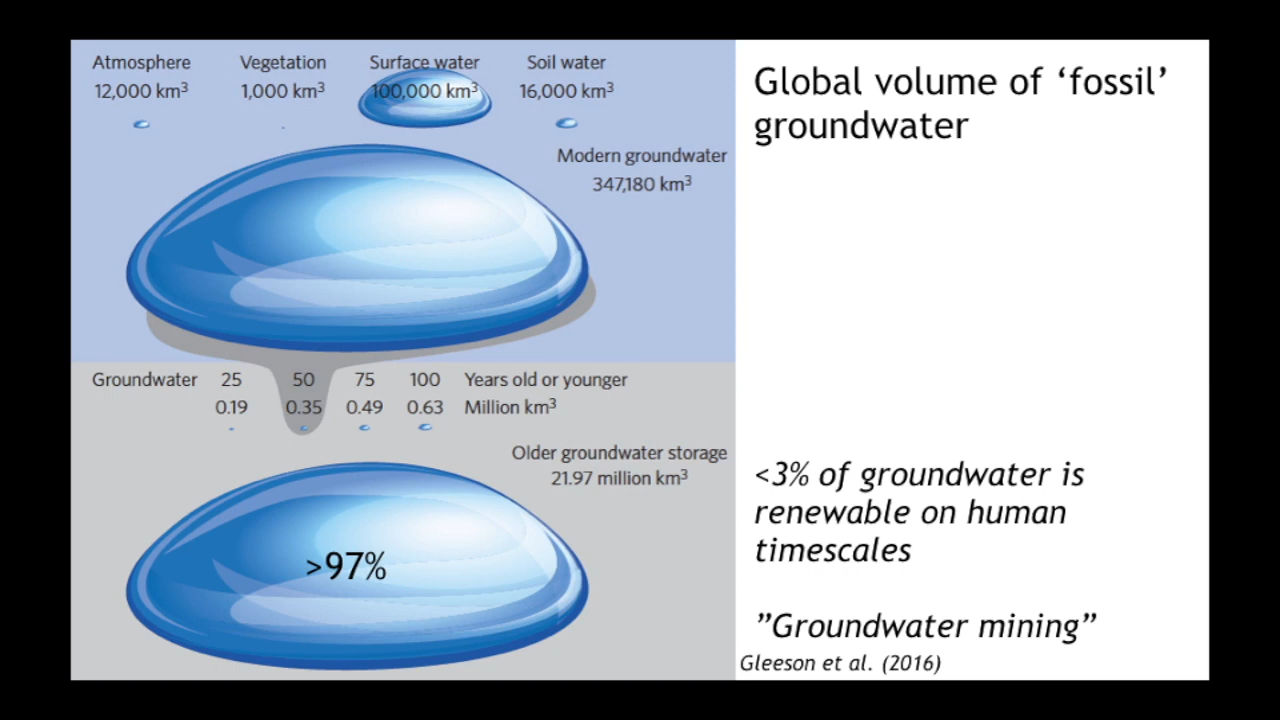 Atmosphere Vegetation Surface water Soil water
12,000 km³ 1,000 km³ 100,000 km³ 16,000 km³
Modern groundwater
347,180 km³
Groundwater 25 50 75 100 Years old or younger
0.19 0.35 0.49 0.63 Million km³
Older groundwater storage
21.97 million km³
>97%
Global volume of ‘fossil’
groundwater
<3% of groundwater is
renewable on human
timescales
”Groundwater mining”
Gleeson et al. (2016)